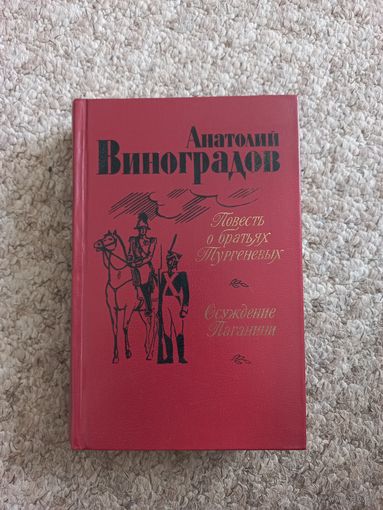 Анатолий
Виноградов
Повесть
о братьях
Тургеневых
Осуждение
Паганини